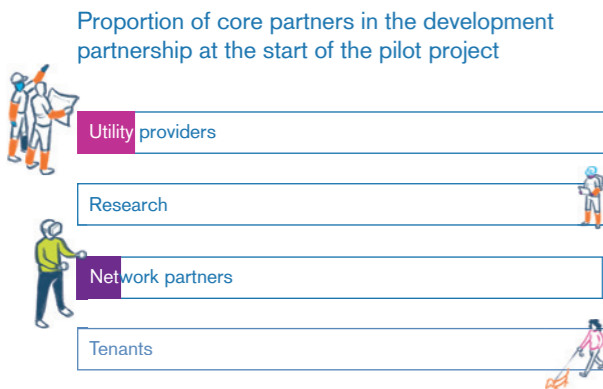 Proportion of core partners in the development
partnership at the start of the pilot project
Utility providers
Research
Network partners
Tenants